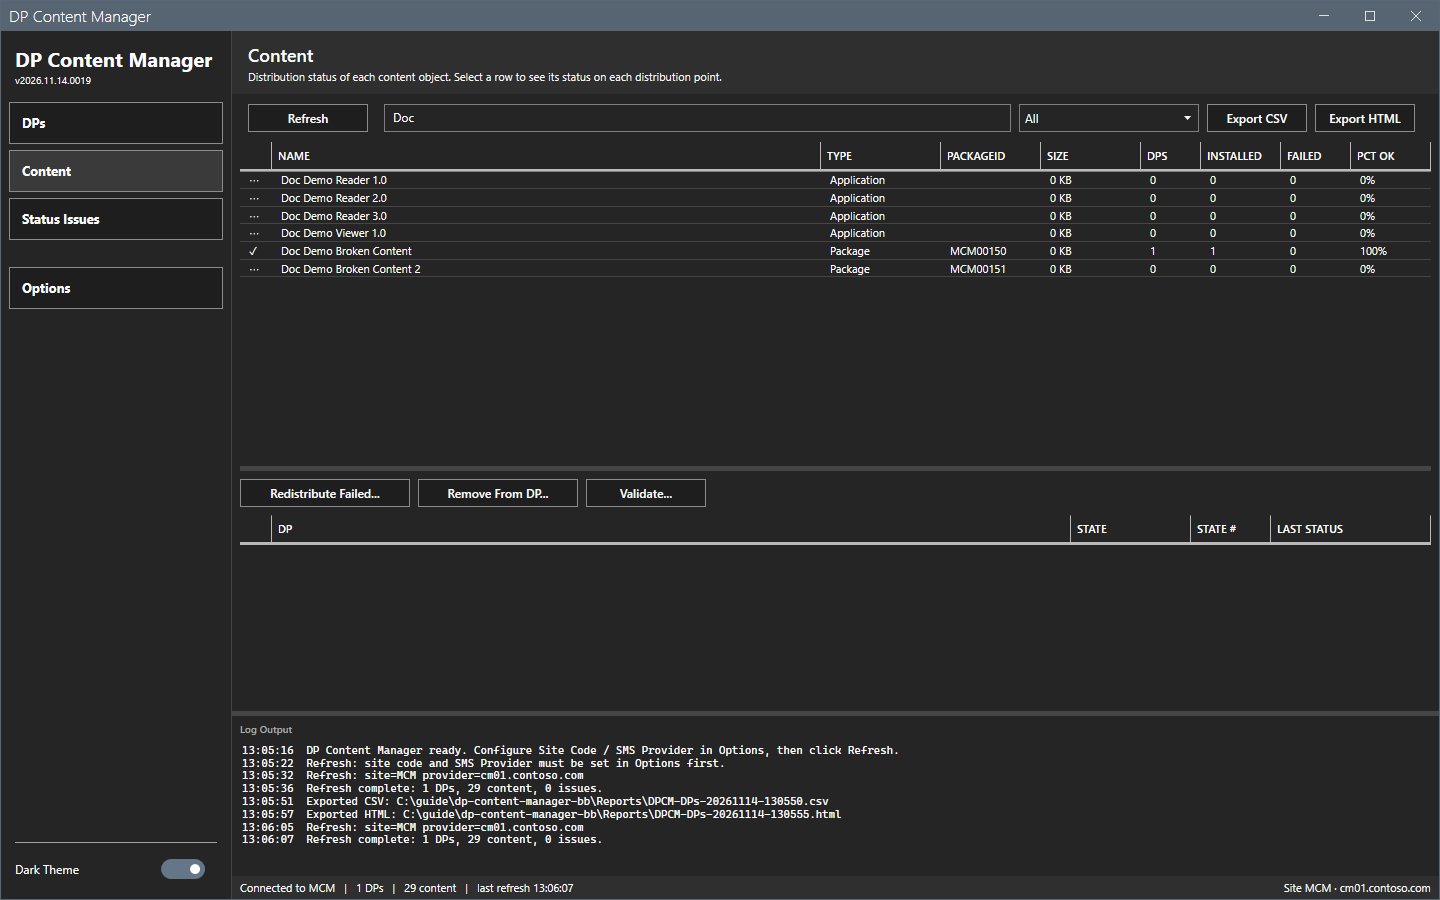 DP Content Manager
DP Content Manager
v2026.11.14.0019
DPs
Content
Status Issues
Options
Dark Theme
Content
Distribution status of each content object. Select a row to see its status on each distribution point.
Refresh Doc All Export CSV Export HTML
NAME TYPE PACKAGEID SIZE DPS INSTALLED FAILED PCT OK
... Doc Demo Reader 1.0 Application 0 KB 0 0 0 0%
... Doc Demo Reader 2.0 Application 0 KB 0 0 0 0%
... Doc Demo Reader 3.0 Application 0 KB 0 0 0 0%
... Doc Demo Viewer 1.0 Application 0 KB 0 0 0 0%
✓ Doc Demo Broken Content Package MCM00150 0 KB 1 1 0 100%
... Doc Demo Broken Content 2 Package MCM00151 0 KB 0 0 0 0%
Redistribute Failed... Remove From DP... Validate...
DP STATE STATE # LAST STATUS
Log Output
13:05:16 DP Content Manager ready. Configure Site Code / SMS Provider in Options, then click Refresh.
13:05:22 Refresh: site code and SMS Provider must be set in Options first.
13:05:32 Refresh: site=MCM provider=cm01.contoso.com
13:05:36 Refresh complete: 1 DPs, 29 content, 0 issues.
13:05:51 Exported CSV: C:\guide\dp-content-manager-bb\Reports\DPCM-DPs-20261114-130550.csv
13:05:57 Exported HTML: C:\guide\dp-content-manager-bb\Reports\DPCM-DPs-20261114-130555.html
13:06:05 Refresh: site=MCM provider=cm01.contoso.com
13:06:07 Refresh complete: 1 DPs, 29 content, 0 issues.
Connected to MCM | 1 DPs | 29 content | last refresh 13:06:07 Site MCM · cm01.contoso.com